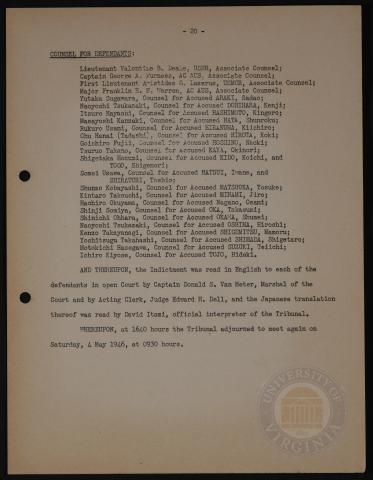 - 20 -
COUNSEL FOR DEFENDANTS:
Lieutenant Valentine B. Deale, USNR, Associate Counsel;
Captain George A. Furness, AC AUS, Associate Counsel;
First Lieutenant Aristides G. Lazarus, USMCR, Associate Counsel;
Major Franklin E. N. Warren, AC AUS, Associate Counsel;
Yutaka Sugawara, Counsel for Accused ARAKI, Sadao;
Naoyoshi Tsukazaki, Counsel for Accused DOHIHARA, Kenji;
Itsuro Hayashi, Counsel for Accused HASHIMOTO, Kingoro;
Masayoshi Kanzaki, Counsel for Accused HATA, Shunroku;
Rokuro Usami, Counsel for Accused HIRANUMA, Kiichiro;
Chu Hanai (Tadashi), Counsel for Accused HIROTA, Koki;
Goichiro Fujii, Counsel for Accused HOSHINO, Naoki;
Tsuruo Takano, Counsel for Accused KAYA, Okinori;
Shigetaka Hozumi, Counsel for Accused KIDO, Koichi, and
TOGO, Shigenori;
Somei Uzawa, Counsel for Accused MATSUI, Iwane, and
SHIRATORI, Toshio;
Shunzo Kobayashi, Counsel for Accused MATSUOKA, Yosuke;
Kintaro Takeuchi, Counsel for Accused MINAMI, Jiro;
Hachiro Okuyama, Counsel for Accused Nagano, Osami;
Shinji Somiya, Counsel for Accused OKA, Takasumi;
Shinichi Ohhara, Counsel for Accused OKAWA, Shumei;
Naoyoshi Tsukazaki, Counsel for Accused OSHIMA, Hiroshi;
Kenzo Takayanagi, Counsel for Accused SHIGEMITSU, Mamoru;
Yoshitsugu Takahashi, Counsel for Accused SHIMADA, Shigetaro;
Motokichi Hasegawa, Counsel for Accused SUZUKI, Teiichi;
Ichiro Kiyose, Counsel for Accused TOJO, Hideki.
AND THEREUPON, the Indictment was read in English to each of the
defendants in open Court by Captain Donald S. Van Meter, Marshal of the
Court and by Acting Clerk, Judge Edward H. Dell, and the Japanese translation
thereof was read by David Itami, official interpreter of the Tribunal.
WHEREUPON, at 1640 hours the Tribunal adjourned to meet again on
Saturday, 4 May 1946, at 0930 hours.
UNIVERSITY OF VIRGINIA